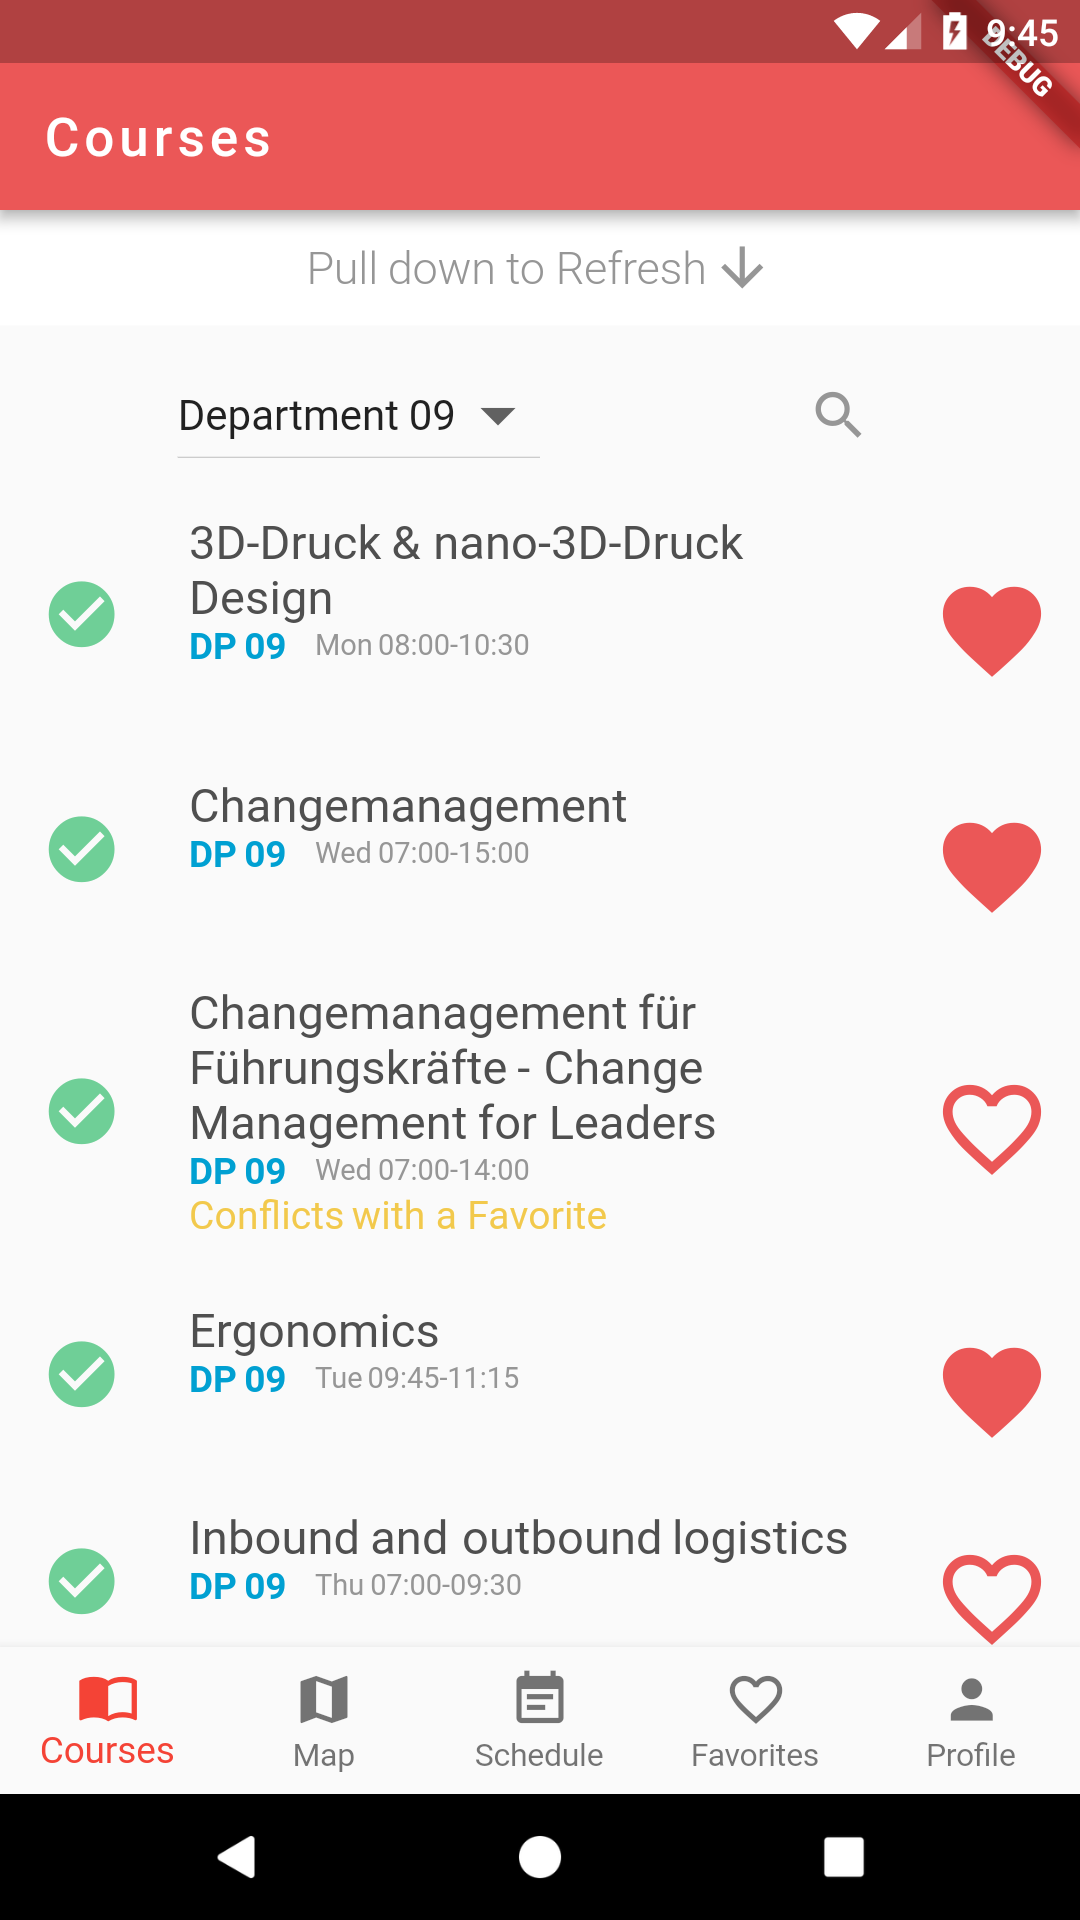 9:45
DEBUG
Courses
Pull down to Refresh
Department 09
3D-Druck & nano-3D-Druck
Design
DP 09 Mon 08:00-10:30
Changemanagement
DP 09 Wed 07:00-15:00
Changemanagement für
Führungskräfte - Change
Management for Leaders
DP 09 Wed 07:00-14:00
Conflicts with a Favorite
Ergonomics
DP 09 Tue 09:45-11:15
Inbound and outbound logistics
DP 09 Thu 07:00-09:30
Courses Map Schedule Favorites Profile